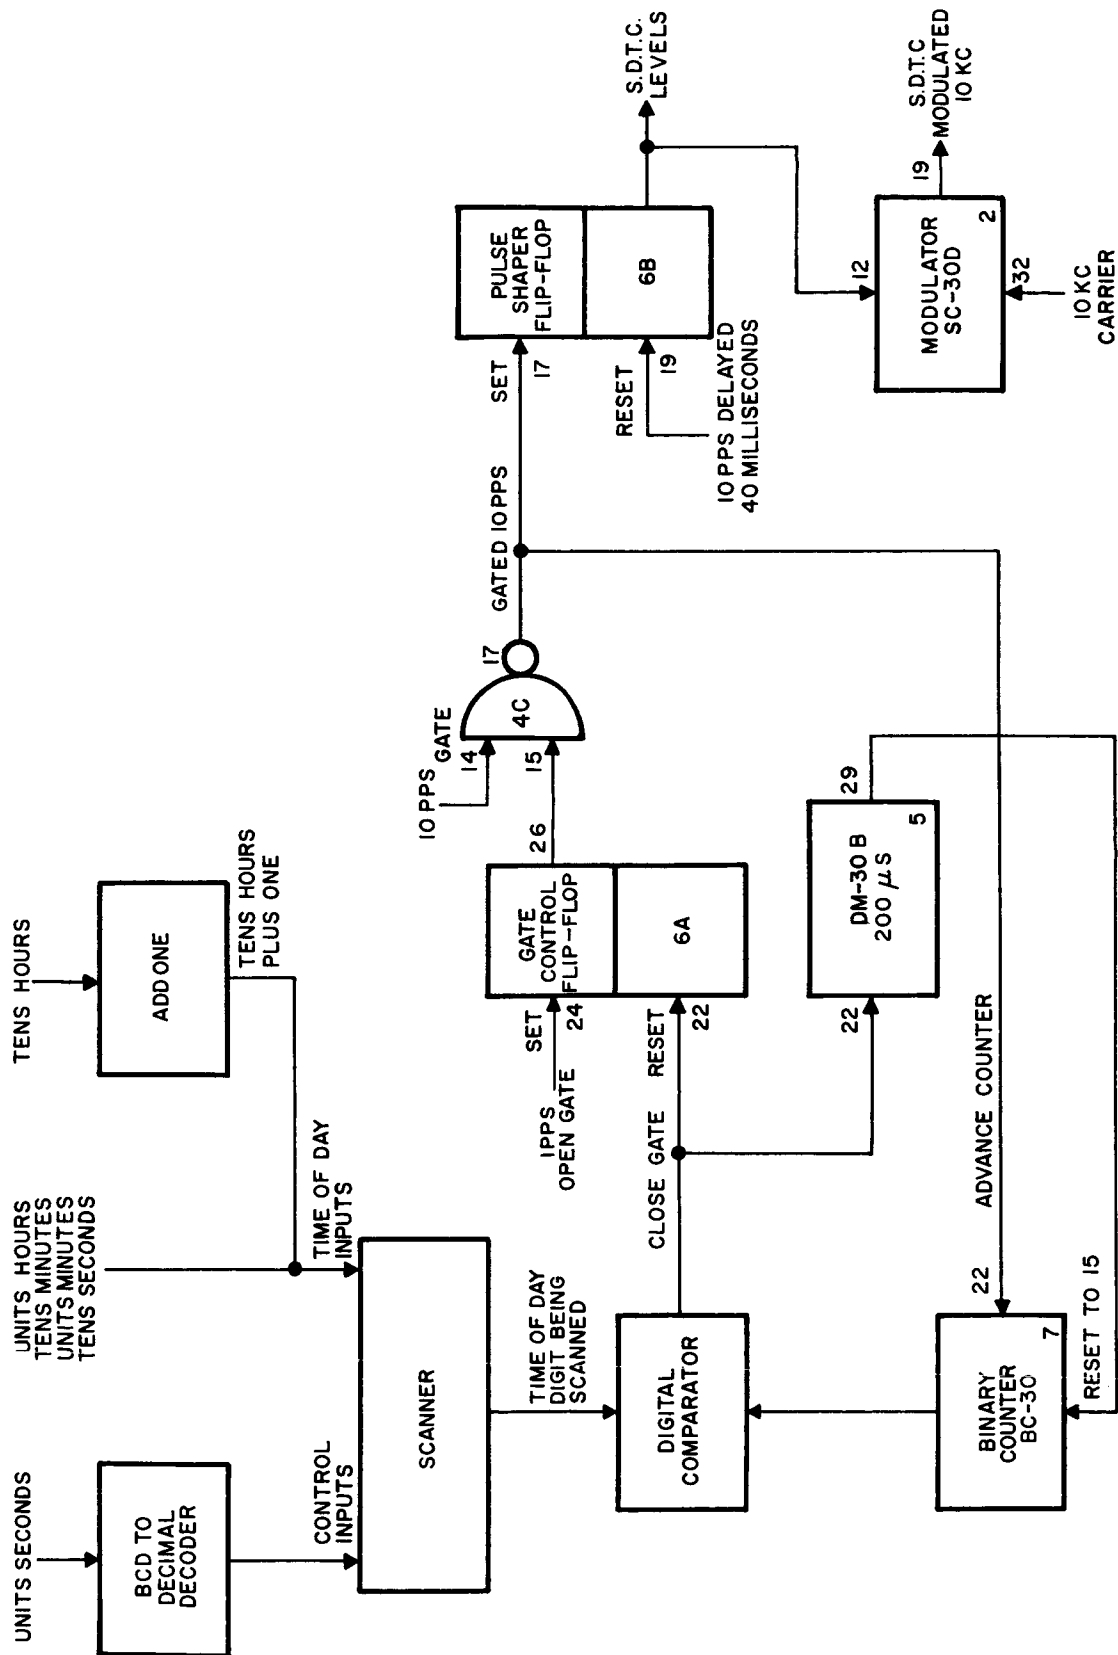 UNITS SECONDS
BCD TO
DECIMAL
DECODER
CONTROL
INPUTS
UNITS HOURS
TENS MINUTES
UNITS MINUTES
TENS SECONDS
TIME OF DAY
INPUTS
TENS HOURS
ADD ONE
TENS HOURS
PLUS ONE
SCANNER
TIME OF DAY
DIGIT BEING
SCANNED
DIGITAL
COMPARATOR
CLOSE GATE
RESET
22
1PPS
OPEN GATE
SET
24
GATE
CONTROL
FLIP-FLOP
6A
26
10 PPS
GATE
14
15
4C
17
GATED 10PPS
SET
17
PULSE
SHAPER
FLIP-FLOP
6B
RESET
19
10PPS DELAYED
40 MILLISECONDS
S.D.T.C.
LEVELS
22
DM-30B
200 µS
5
29
ADVANCE COUNTER
22
BINARY
COUNTER
BC-30
7
RESET TO 15
12
MODULATOR
SC-30D
2
32
10KC
CARRIER
19
S.D.T.C
MODULATED
10KC